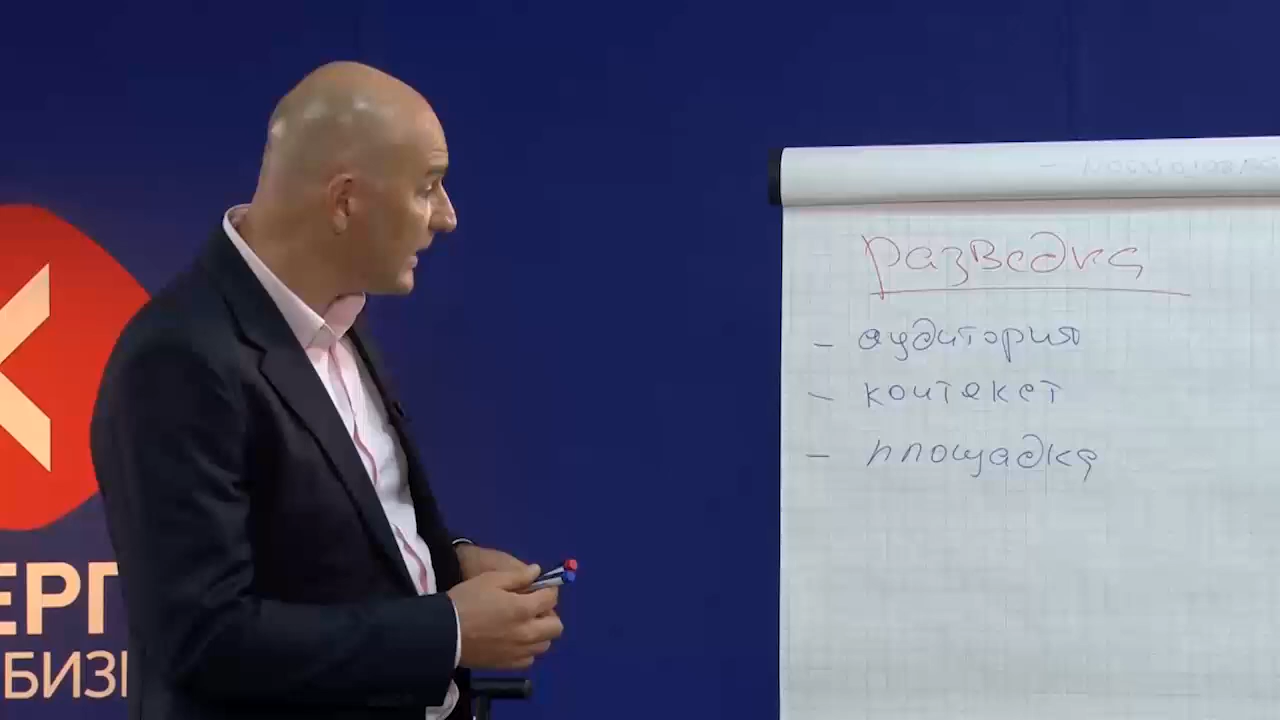 разведка
- аудитория
- контекст
- площадка
ЕРГ
БИЗ